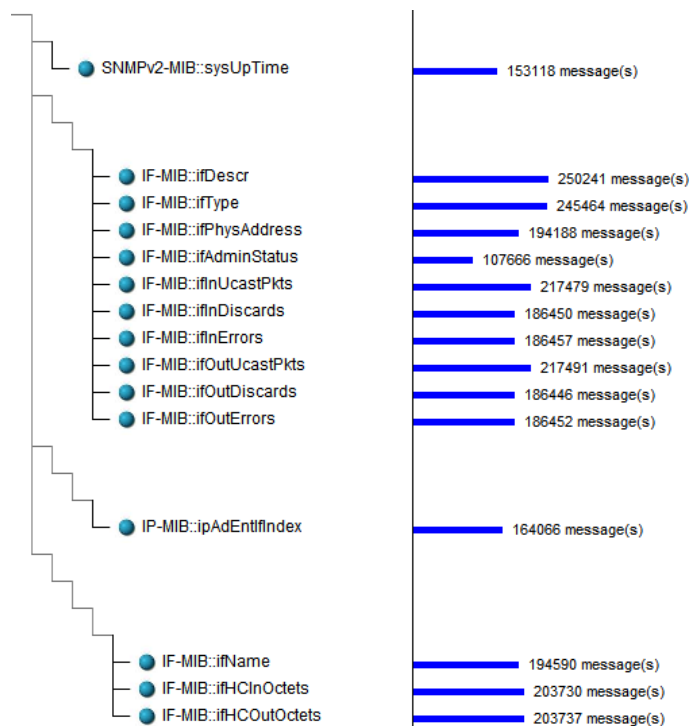 SNMPv2-MIB::sysUpTime 153118 message(s)
IF-MIB::ifDescr 250241 message(s)
IF-MIB::ifType 245464 message(s)
IF-MIB::ifPhysAddress 194188 message(s)
IF-MIB::ifAdminStatus 107666 message(s)
IF-MIB::ifInUcastPkts 217479 message(s)
IF-MIB::ifInDiscards 186450 message(s)
IF-MIB::ifInErrors 186457 message(s)
IF-MIB::ifOutUcastPkts 217491 message(s)
IF-MIB::ifOutDiscards 186446 message(s)
IF-MIB::ifOutErrors 186452 message(s)
IP-MIB::ipAdEntIfIndex 164066 message(s)
IF-MIB::ifName 194590 message(s)
IF-MIB::ifHCInOctets 203730 message(s)
IF-MIB::ifHCOutOctets 203737 message(s)